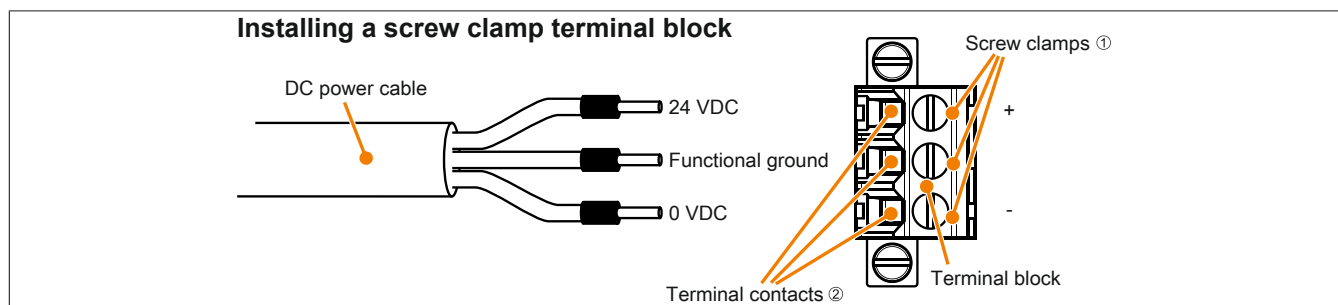 Installing a screw clamp terminal block
Screw clamps ①
DC power cable
24 VDC
+
Functional ground
0 VDC
-
Terminal block
Terminal contacts ②